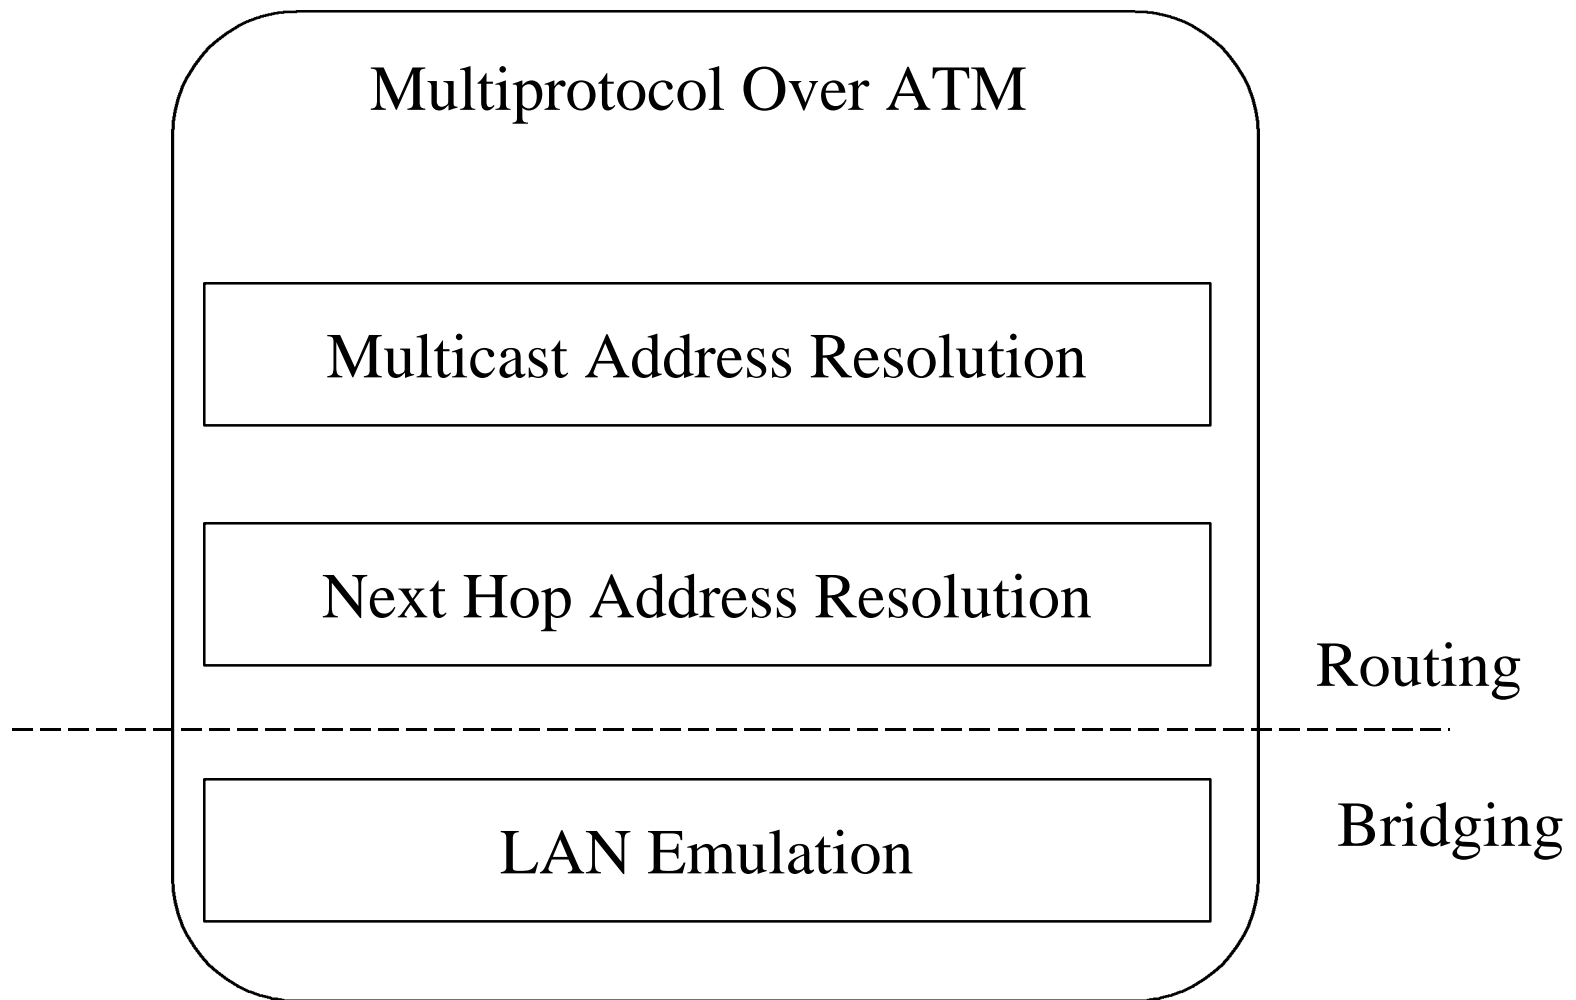 Multiprotocol Over ATM
Multicast Address Resolution
Next Hop Address Resolution
Routing
Bridging
LAN Emulation